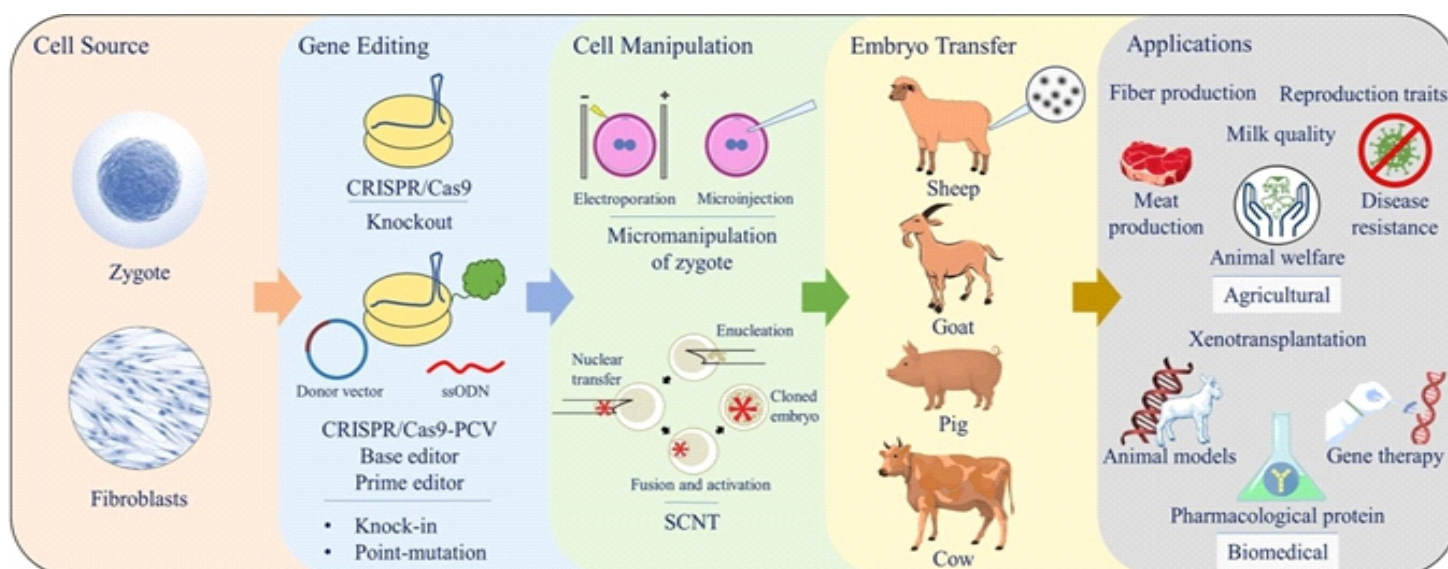 Cell Source
Zygote
Fibroblasts
Gene Editing
CRISPR/Cas9
Knockout
Donor vector
ssODN
CRISPR/Cas9-PCV
Base editor
Prime editor
• Knock-in
• Point-mutation
Cell Manipulation
-
+
Electroporation
Microinjection
Micromanipulation
of zygote
Enucleation
Nuclear
transfer
Cloned
embryo
Fusion and activation
SCNT
Embryo Transfer
Sheep
Goat
Pig
Cow
Applications
Fiber production
Reproduction traits
Milk quality
Meat
production
Disease
resistance
Animal welfare
Agricultural
Xenotransplantation
Animal models
Gene therapy
Pharmacological protein
Biomedical